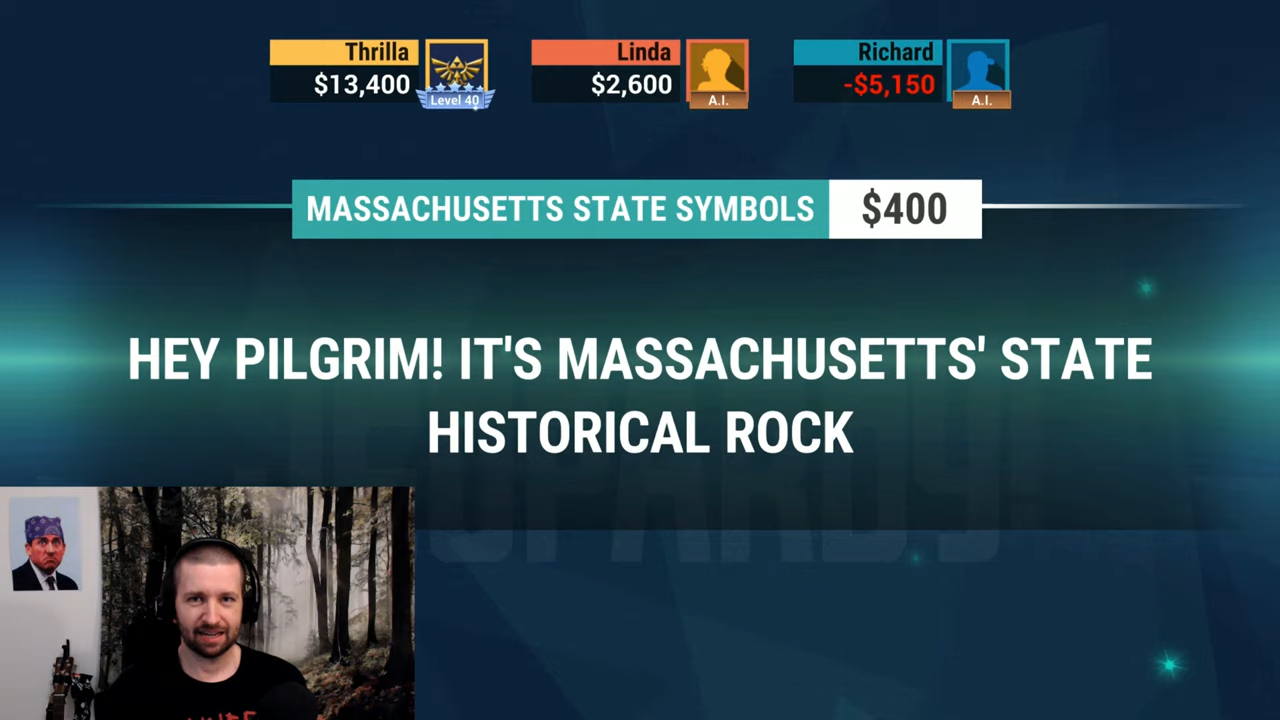 Thrilla
$13,400
Level 40
Linda
$2,600
A.I.
Richard
-$5,150
A.I.
MASSACHUSETTS STATE SYMBOLS $400
HEY PILGRIM! IT'S MASSACHUSETTS' STATE
HISTORICAL ROCK